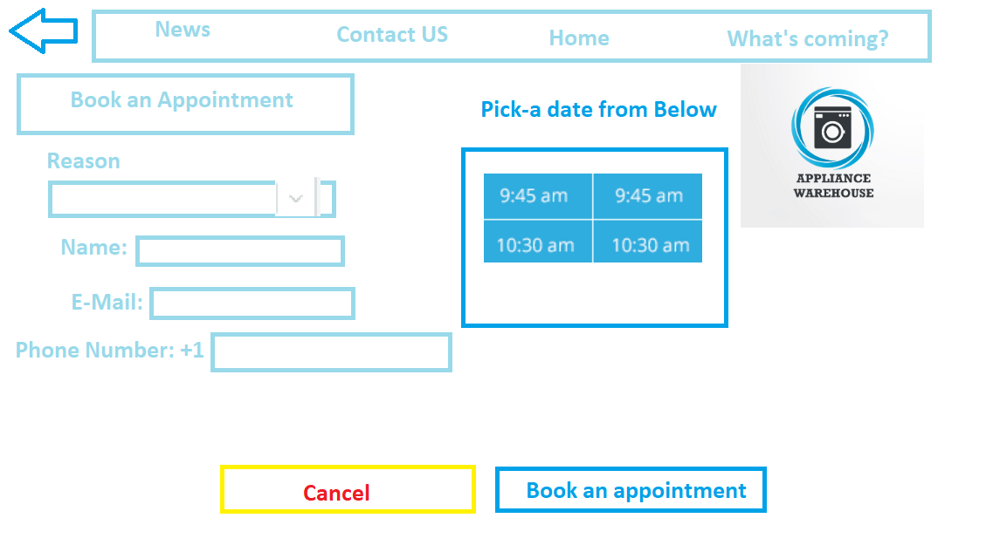 News Contact US Home What's coming?
Book an Appointment
Pick-a date from Below
APPLIANCE
WAREHOUSE
Reason
9:45 am 9:45 am
10:30 am 10:30 am
Name:
E-Mail:
Phone Number: +1
Cancel
Book an appointment